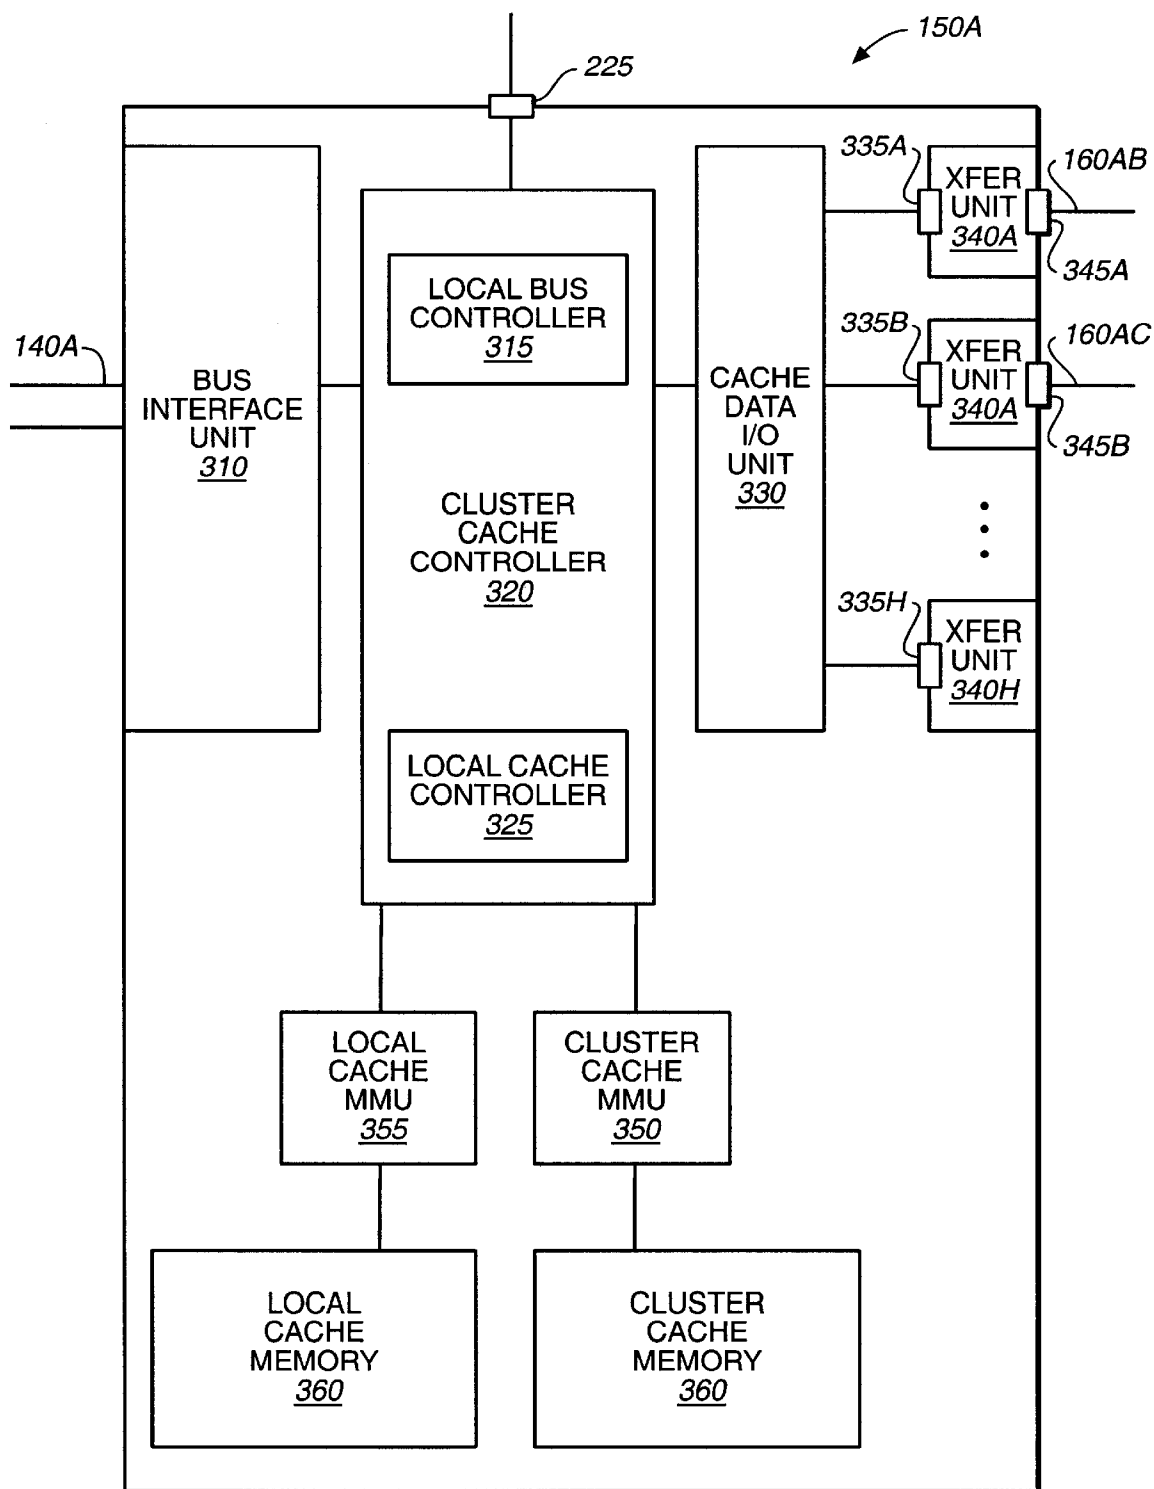 150A
225
335A
XFER
UNIT
340A
160AB
345A
LOCAL BUS
CONTROLLER
315
335B
XFER
UNIT
340A
160AC
345B
140A
BUS
INTERFACE
UNIT
310
CACHE
DATA
I/O
UNIT
330
CLUSTER
CACHE
CONTROLLER
320
335H
XFER
UNIT
340H
LOCAL CACHE
CONTROLLER
325
LOCAL
CACHE
MMU
355
CLUSTER
CACHE
MMU
350
LOCAL
CACHE
MEMORY
360
CLUSTER
CACHE
MEMORY
360